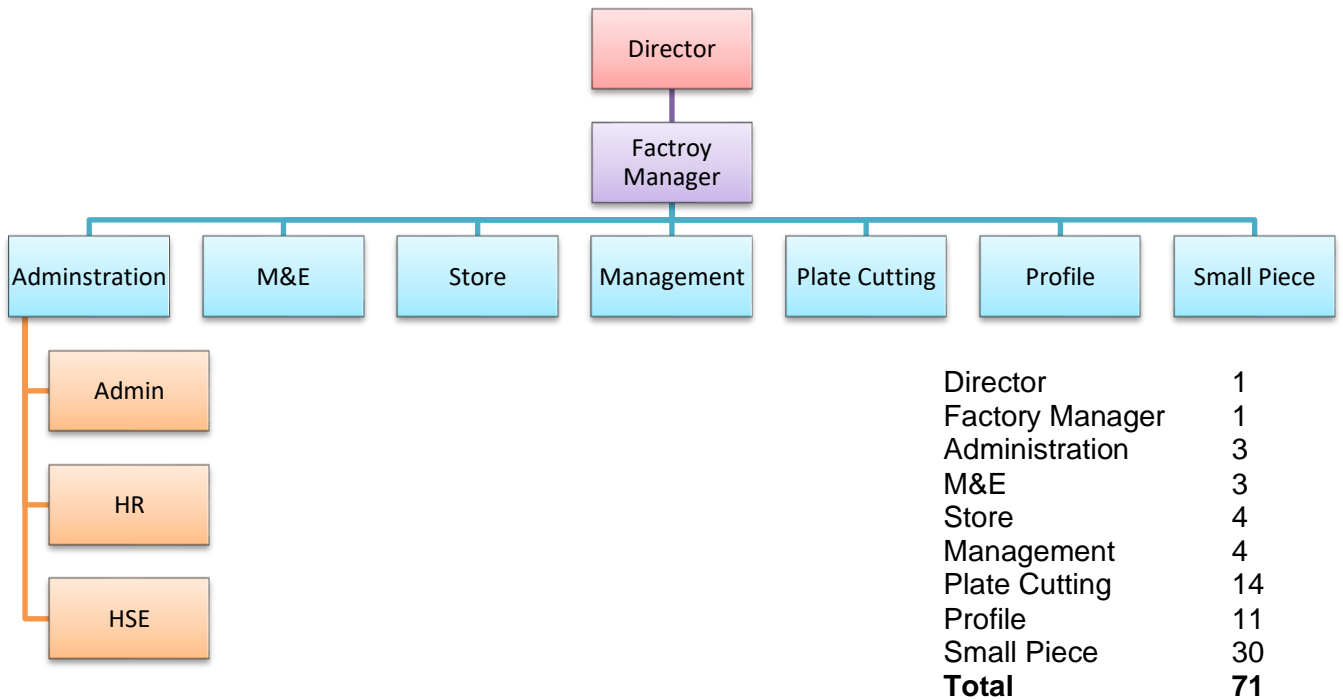 Director
Factroy
Manager
Adminstration
M&E
Store
Management
Plate Cutting
Profile
Small Piece
Admin
HR
HSE
Director 1
Factory Manager 1
Administration 3
M&E 3
Store 4
Management 4
Plate Cutting 14
Profile 11
Small Piece 30
Total 71